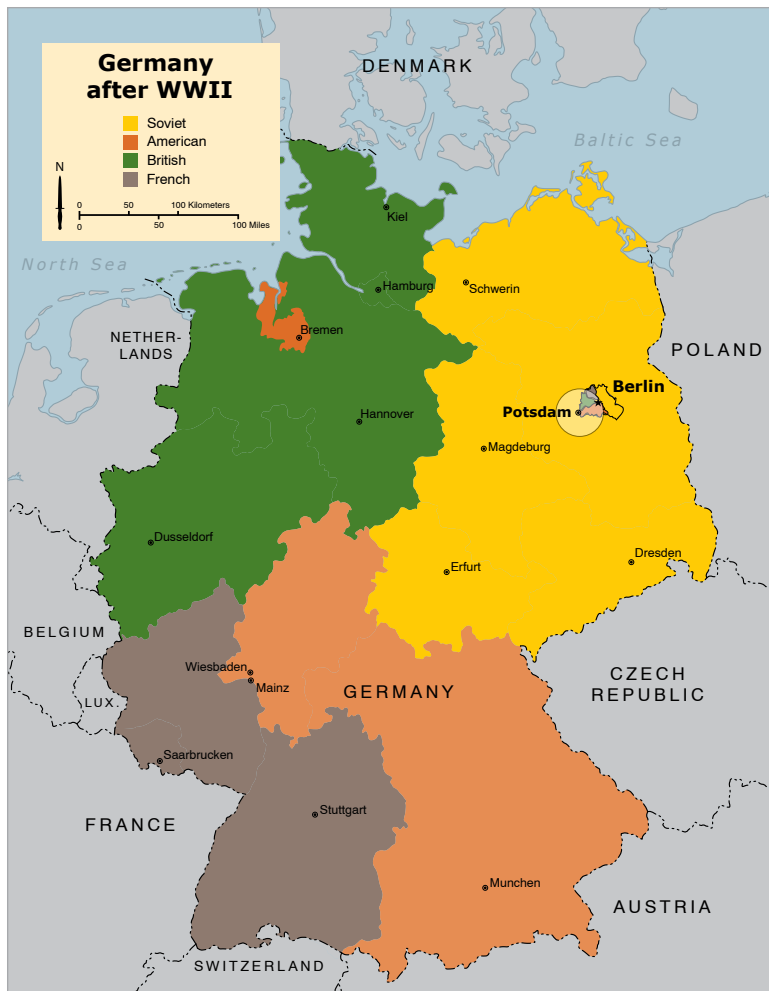 Germany
after WWII
Soviet
American
British
French
N
0 50 100 Kilometers
0 50 100 Miles
DENMARK
Baltic Sea
North Sea
Kiel
Hamburg
Schwerin
Bremen
NETHER-
LANDS
POLAND
Berlin
Potsdam
Hannover
Magdeburg
Dusseldorf
Erfurt
Dresden
BELGIUM
Wiesbaden
Mainz
GERMANY
CZECH
REPUBLIC
LUX.
Saarbrucken
Stuttgart
FRANCE
Munchen
AUSTRIA
SWITZERLAND